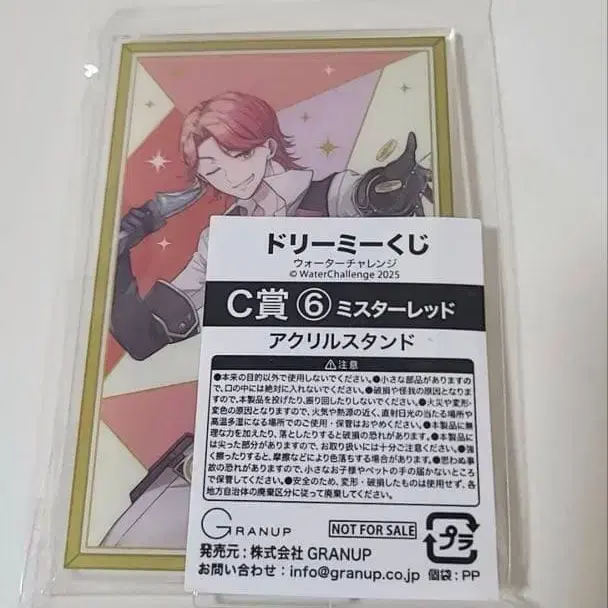 ドリーミーくじ
ウォーターチャレンジ
© WaterChallenge 2025
C賞 ⑥ ミスターレッド
アクリルスタンド
⚠注意
●本来の目的以外で使用しないでください。●小さな部品がありますの
で、口の中には絶対に入れないでください。●破損や怪我の原因となりま
すので、本製品を投げたり、振り回したりしないでください。●火災や変形・
変色の原因となりますので、火気や熱源の近く、直射日光の当たる場所や
高温多湿になる場所でのご使用・保管はおやめください。●本製品に無
理な力を加えたり、落としたりすると破損の恐れがあります。●本製品に
は尖った部分がありますので、お取り扱いには十分ご注意ください。●強
く擦ったりすると、摩擦などにより色落ちする場合があります。●思わぬ事
故の恐れがありますので、小さなお子様やペットの手の届かないところ
で保管してください。●安全のため、変形・破損したものは使用せず、各
地方自治体の廃棄区分に従って廃棄してください。
GRANUP
NOT FOR SALE
プラ
発売元:株式会社 GRANUP
お問い合わせ:info@granup.co.jp 個袋:PP